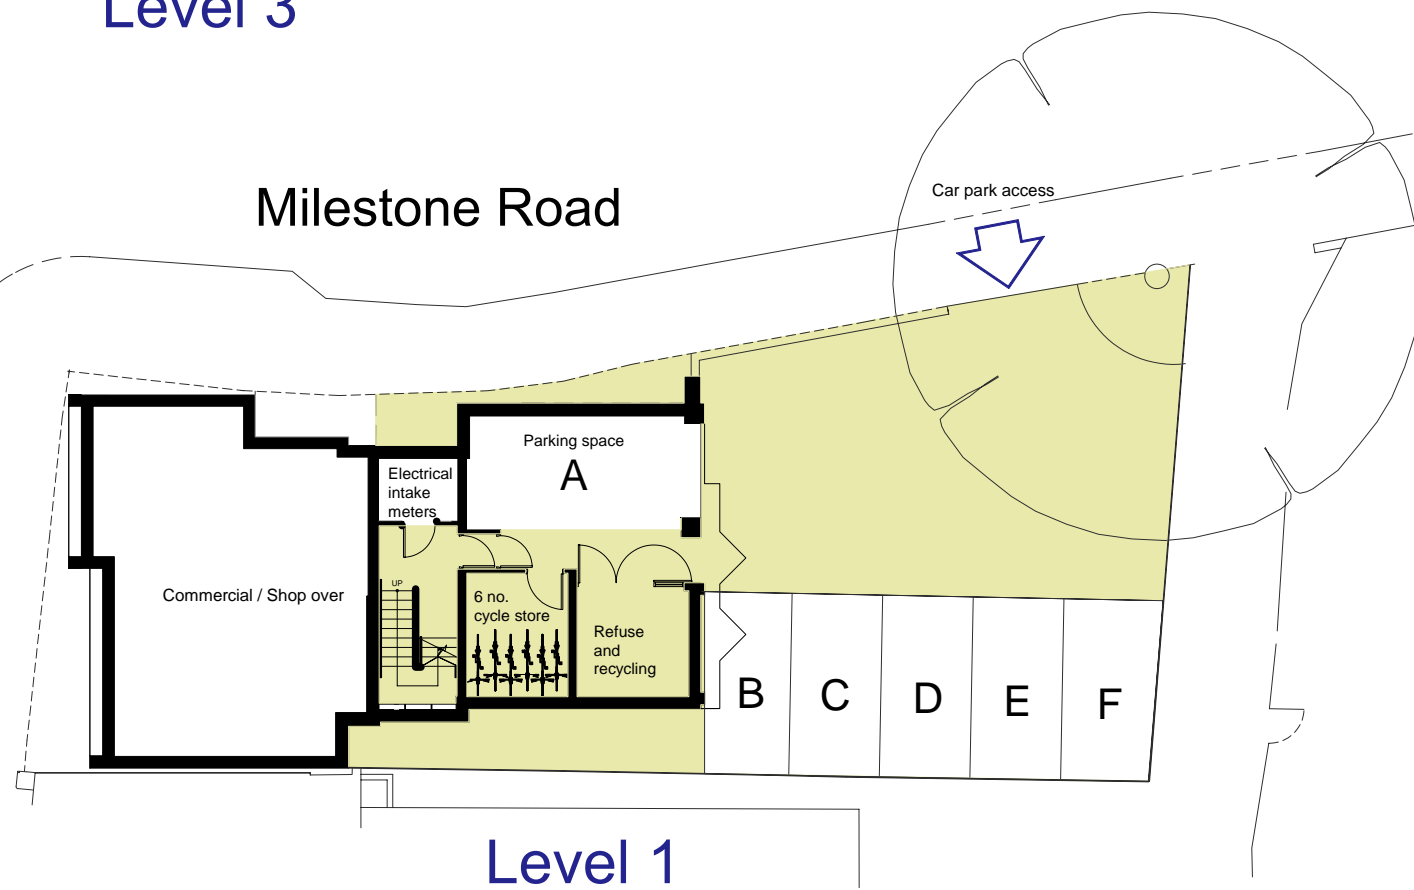 Level 3
Car park access
Milestone Road
Parking space
A
Electrical
intake
meters
UP
Commercial / Shop over
6 no.
cycle store
Refuse
and
recycling
B
C
D
E
F
Level 1